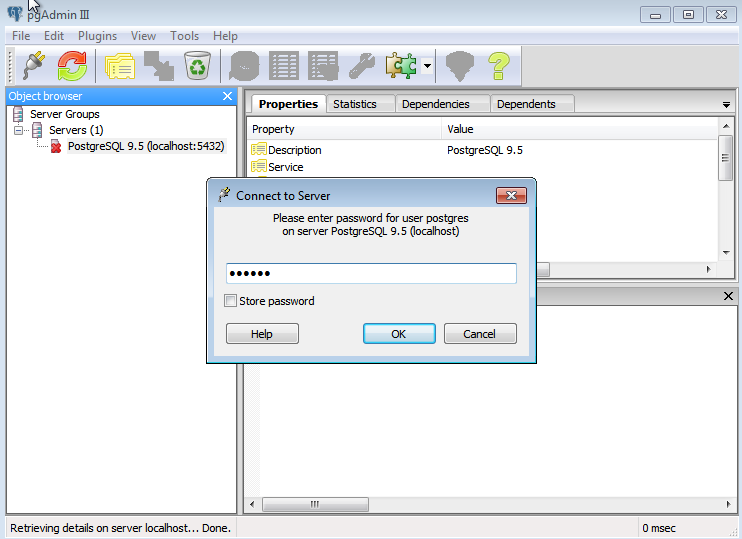 pgAdmin III
File Edit Plugins View Tools Help
Object browser
Server Groups
Servers (1)
PostgreSQL 9.5 (localhost:5432)
Properties Statistics Dependencies Dependents
Property Value
Description PostgreSQL 9.5
Service
Connect to Server
Please enter password for user postgres
on server PostgreSQL 9.5 (localhost)
••••••
Store password
Help OK Cancel
Retrieving details on server localhost... Done. 0 msec